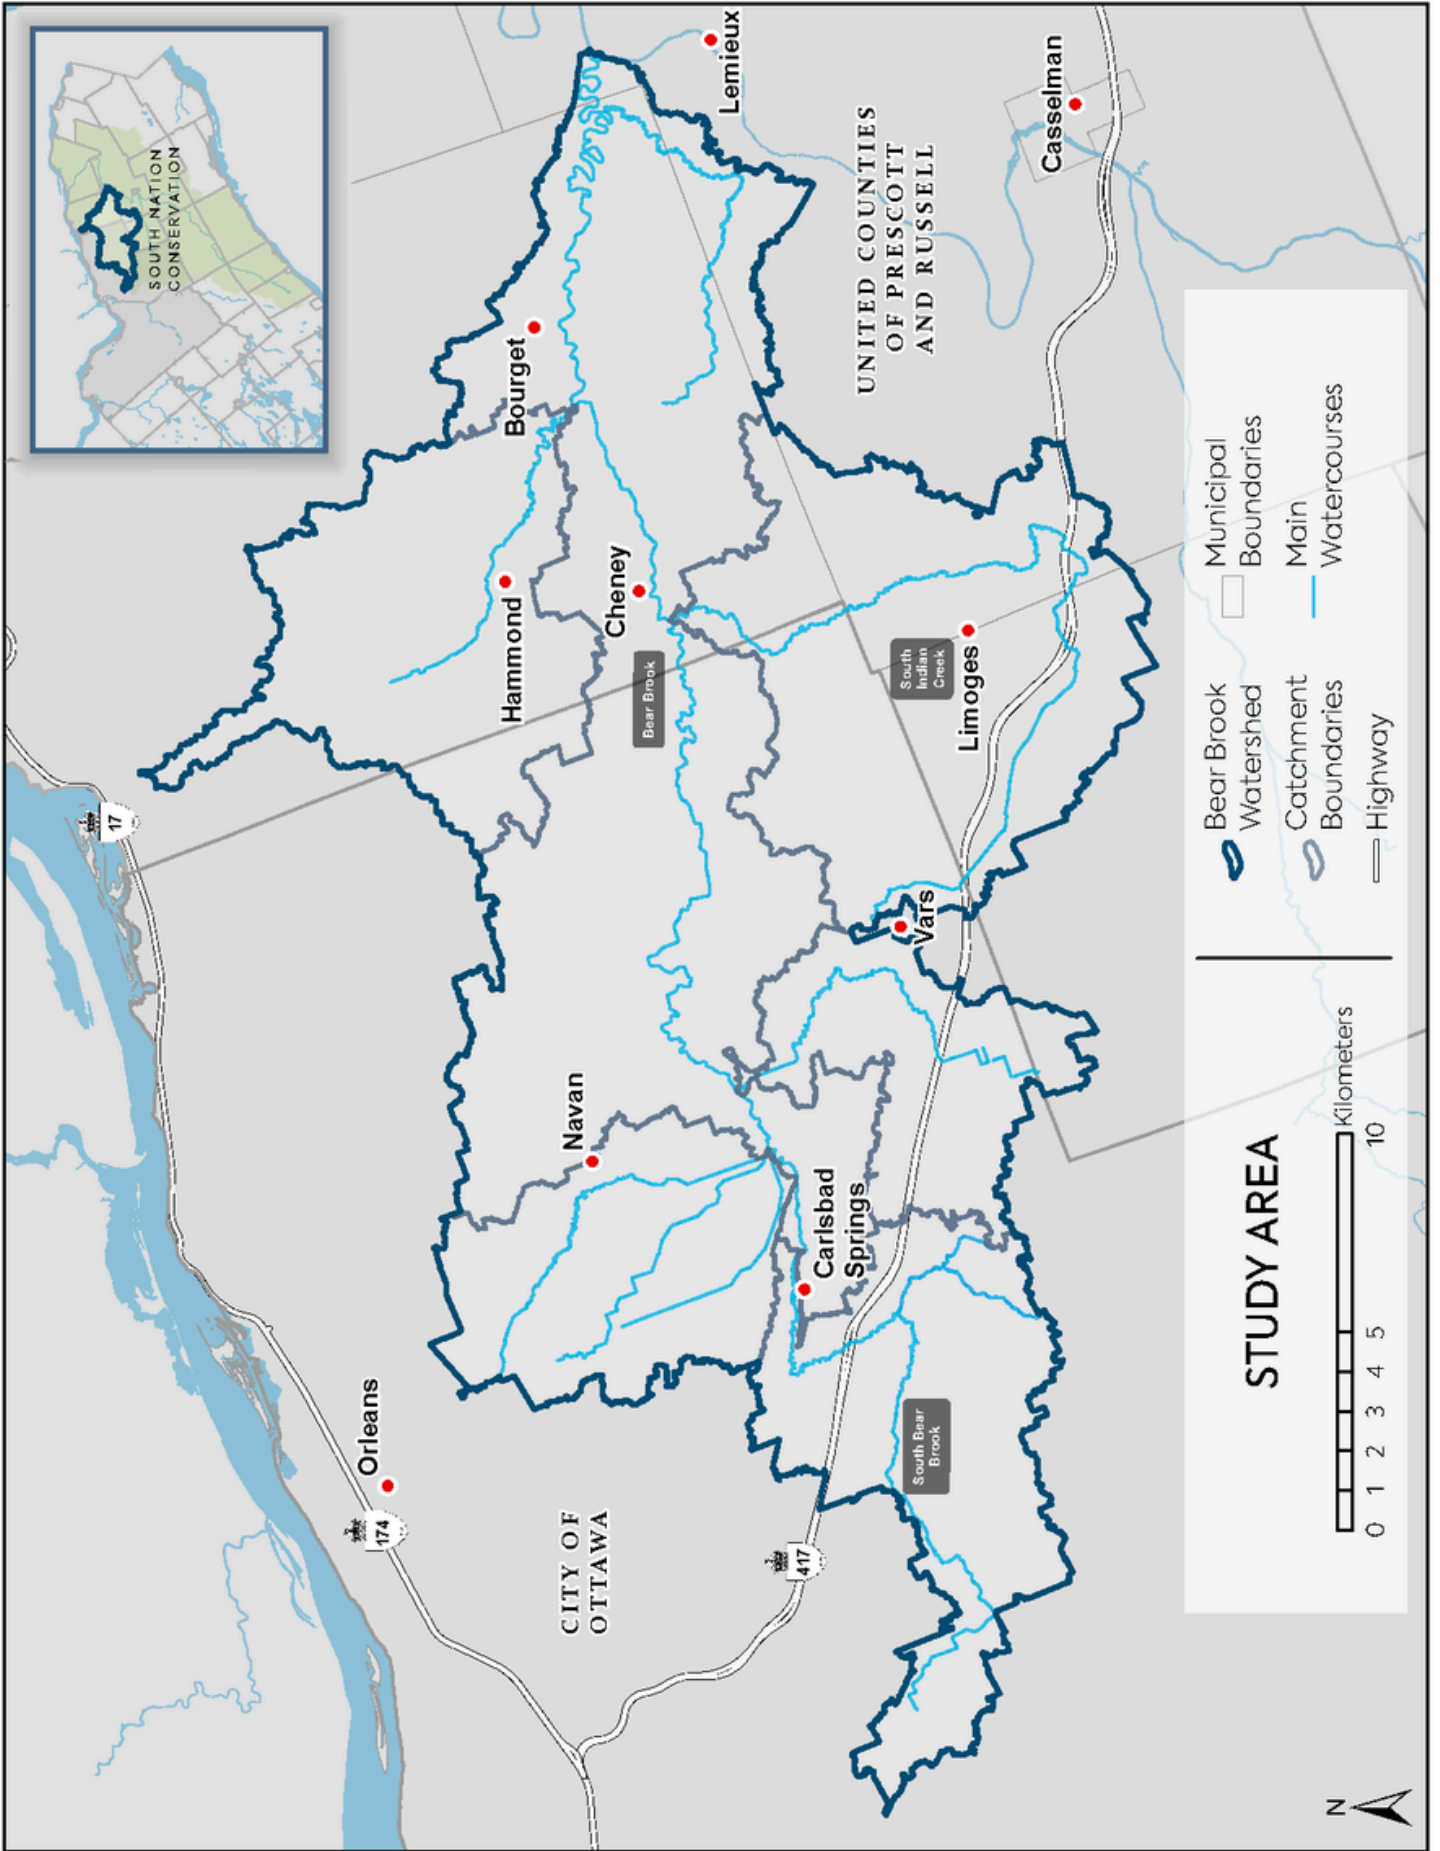 SOUTH NATION
CONSERVATION
17
174
Orleans
CITY OF
OTTAWA
417
Navan
Carlsbad
Springs
South Bear
Brook
Vars
Hammond
Cheney
Bear Brook
Bourget
South
Indian
Creek
Limoges
Lemieux
UNITED COUNTIES
OF PRESCOTT
AND RUSSELL
Casselman
N
STUDY AREA
0 1 2 3 4 5 10
Kilometers
Bear Brook
Watershed
Catchment
Boundaries
Highway
Municipal
Boundaries
Main
Watercourses